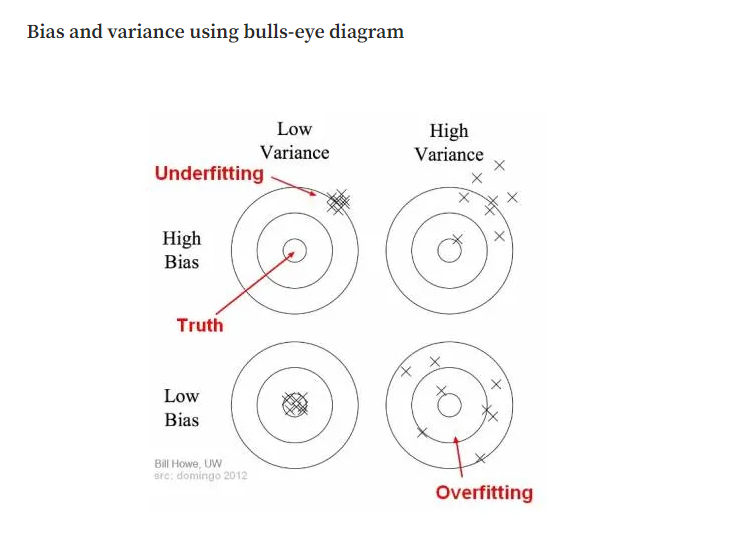 Bias and variance using bulls-eye diagram
Low
Variance
High
Variance
Underfitting
High
Bias
Truth
Low
Bias
Bill Howe, UW
src: domingo 2012
Overfitting